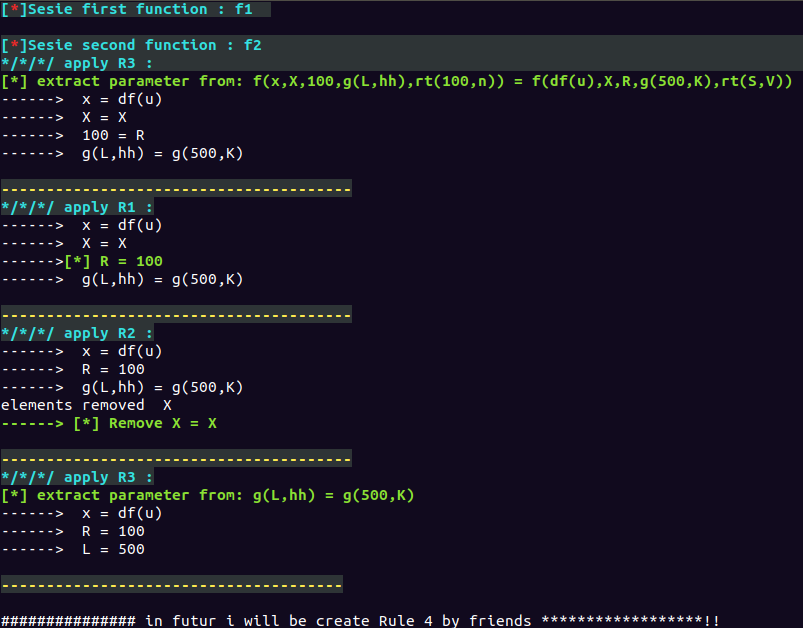 [*]Sesie first function : f1
[*]Sesie second function : f2
*/*/*/ apply R3 :
[*] extract parameter from: f(x,X,100,g(L,hh),rt(100,n)) = f(df(u),X,R,g(500,K),rt(S,V))
------>  x = df(u)
------>  X = X
------>  100 = R
------>  g(L,hh) = g(500,K)
---------------------------------------
*/*/*/ apply R1 :
------>  x = df(u)
------>  X = X
------>[*] R = 100
------>  g(L,hh) = g(500,K)
---------------------------------------
*/*/*/ apply R2 :
------>  x = df(u)
------>  R = 100
------>  g(L,hh) = g(500,K)
elements removed  X
------> [*] Remove X = X
---------------------------------------
*/*/*/ apply R3 :
[*] extract parameter from: g(L,hh) = g(500,K)
------>  x = df(u)
------>  R = 100
------>  L = 500
--------------------------------------
############### in futur i will be create Rule 4 by friends ******************!!